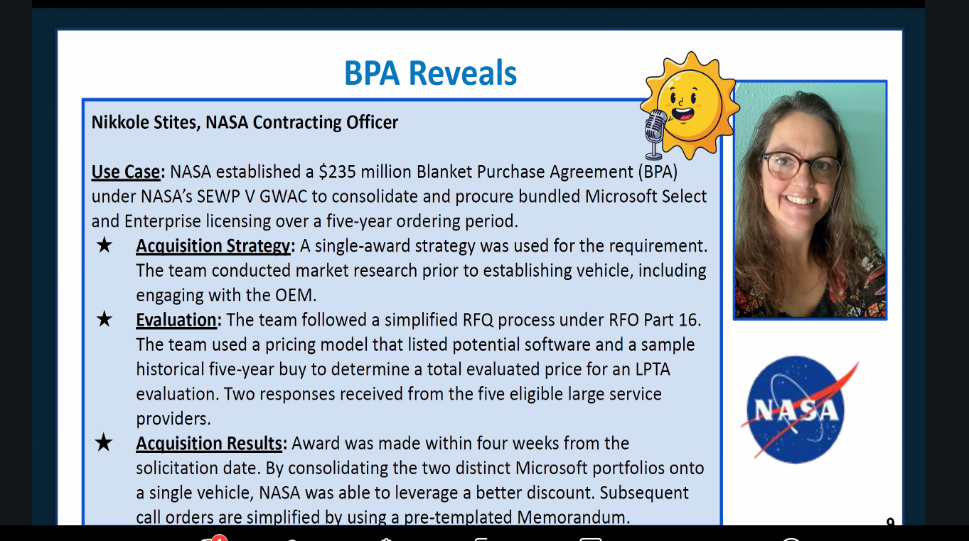 BPA Reveals
Nikkole Stites, NASA Contracting Officer
Use Case: NASA established a $235 million Blanket Purchase Agreement (BPA)
under NASA's SEWP V GWAC to consolidate and procure bundled Microsoft Select
and Enterprise licensing over a five-year ordering period.
★ Acquisition Strategy: A single-award strategy was used for the requirement.
The team conducted market research prior to establishing vehicle, including
engaging with the OEM.
★ Evaluation: The team followed a simplified RFQ process under RFO Part 16.
The team used a pricing model that listed potential software and a sample
historical five-year buy to determine a total evaluated price for an LPTA
evaluation. Two responses received from the five eligible large service
providers.
★ Acquisition Results: Award was made within four weeks from the
solicitation date. By consolidating the two distinct Microsoft portfolios onto
a single vehicle, NASA was able to leverage a better discount. Subsequent
call orders are simplified by using a pre-templated Memorandum.
NASA
9